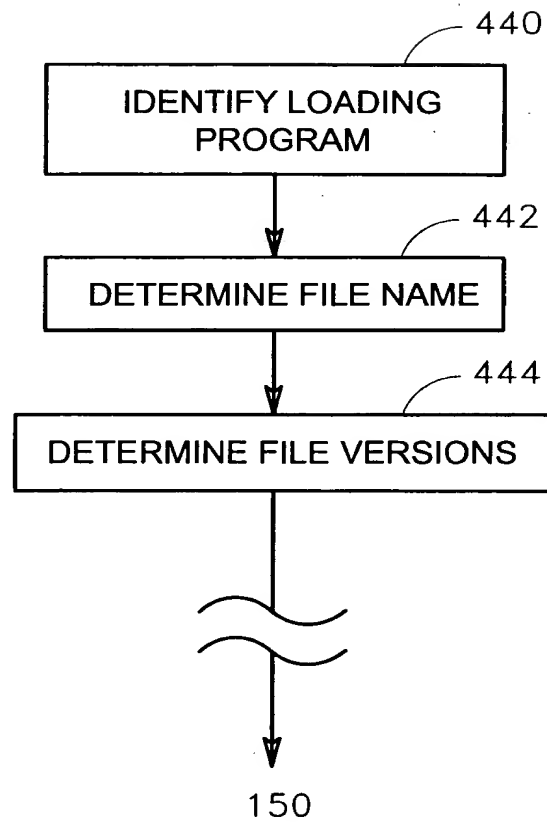 440
IDENTIFY LOADING
PROGRAM
442
DETERMINE FILE NAME
444
DETERMINE FILE VERSIONS
150